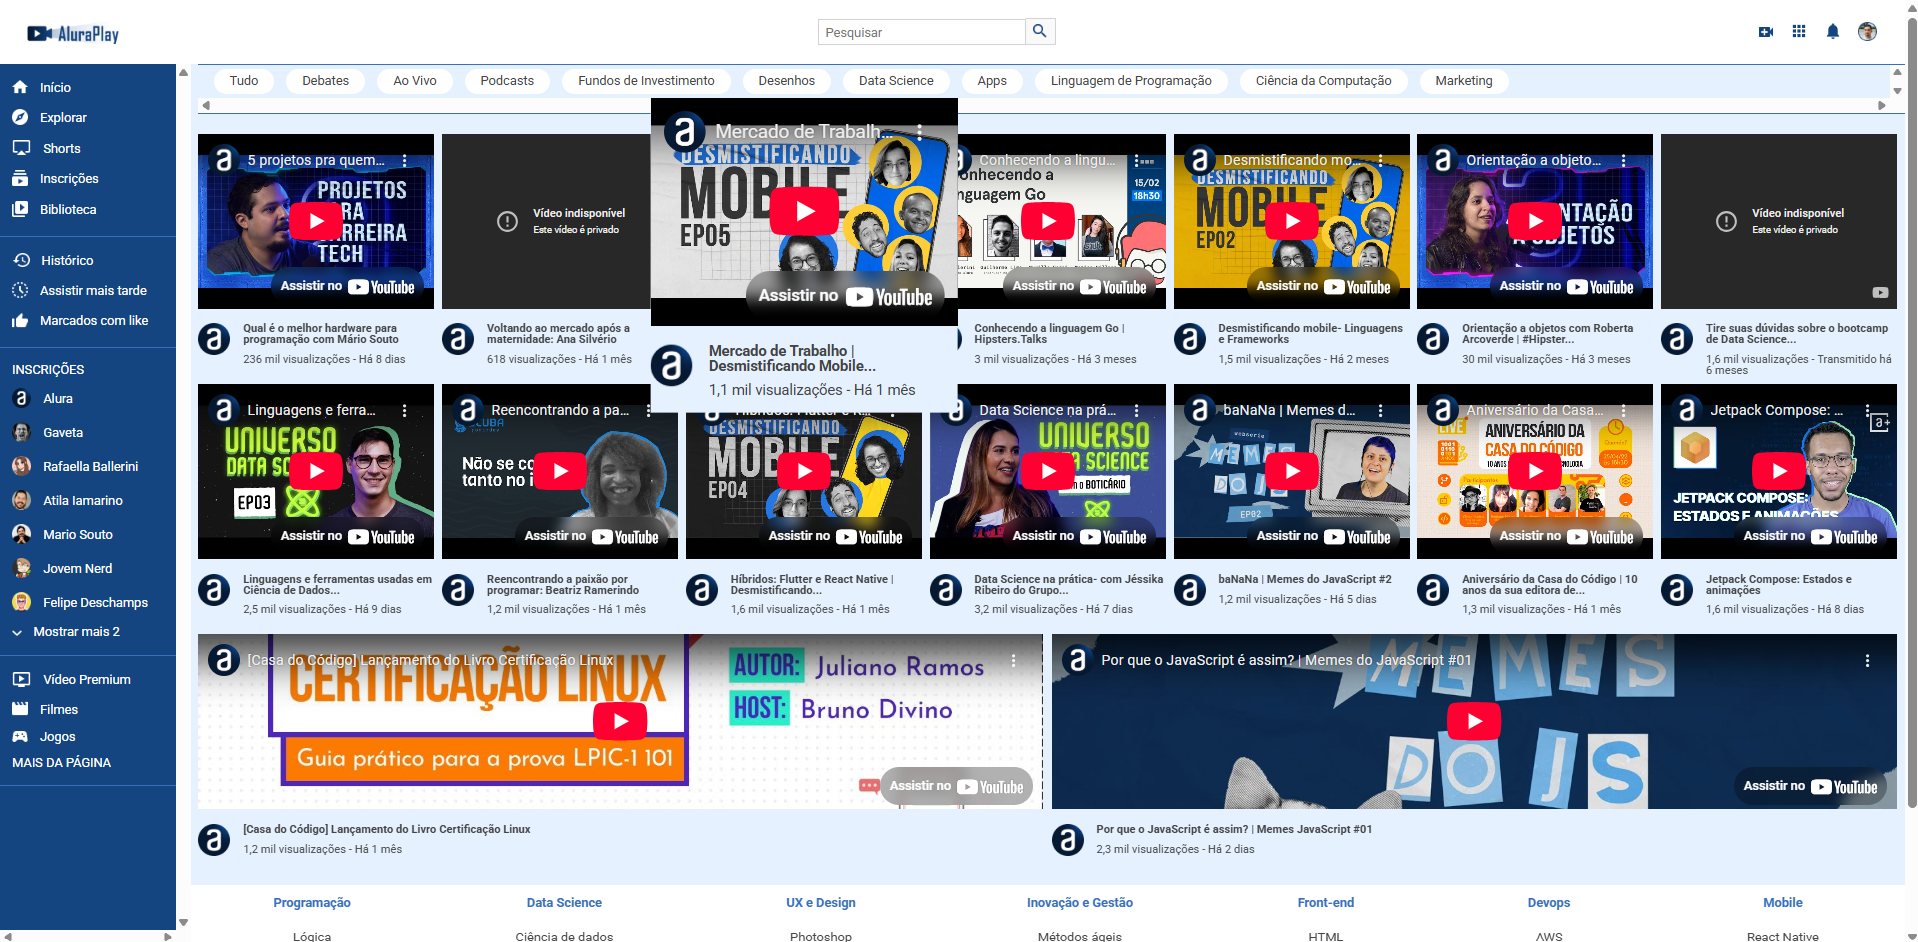 AluraPlay
Pesquisar
Início
Explorar
Shorts
Inscrições
Biblioteca
Histórico
Assistir mais tarde
Marcados com like
INSCRIÇÕES
Alura
Gaveta
Rafaella Ballerini
Atila Iamarino
Mario Souto
Jovem Nerd
Felipe Deschamps
Mostrar mais 2
Vídeo Premium
Filmes
Jogos
MAIS DA PÁGINA
Tudo
Debates
Ao Vivo
Podcasts
Fundos de Investimento
Desenhos
Data Science
Apps
Linguagem de Programação
Ciência da Computação
Marketing
5 projetos pra quem...
PROJETOS
ARA
ARREIRA
TECH
Assistir no YouTube
Qual é o melhor hardware para
programação com Mário Souto
236 mil visualizações - Há 8 dias
Vídeo indisponível
Este vídeo é privado
Voltando ao mercado após a
maternidade: Ana Silvério
618 visualizações - Há 1 mês
Mercado de Trabalh...
DESMISTIFICANDO
MOBILE
EP05
Assistir no YouTube
Mercado de Trabalho |
Desmistificando Mobile...
1,1 mil visualizações - Há 1 mês
Conhecendo a lingu...
onhecendo a
nguagem Go
15/02
18h30
Assistir no YouTube
Conhecendo a linguagem Go |
Hipsters.Talks
3 mil visualizações - Há 3 meses
Desmistificando mo...
DESMISTIFICANDO
MOBILE
EP02
Assistir no YouTube
Desmistificando mobile- Linguagens
e Frameworks
1,5 mil visualizações - Há 2 meses
Orientação a objeto...
NTAÇÃO
A OBJETOS
Assistir no YouTube
Orientação a objetos com Roberta
Arcoverde | #Hipster...
30 mil visualizações - Há 3 meses
Vídeo indisponível
Este vídeo é privado
Tire suas dúvidas sobre o bootcamp
de Data Science...
1,6 mil visualizações - Transmitido há
6 meses
Linguagens e ferra...
UNIVERSO
DATA SC
EP03
Assistir no YouTube
Linguagens e ferramentas usadas em
Ciência de Dados...
2,5 mil visualizações - Há 9 dias
Reencontrando a pa...
Não se co
tanto no i
Assistir no YouTube
Reencontrando a paixão por
programar: Beatriz Ramerindo
1,2 mil visualizações - Há 1 mês
Híbridos: Flutter e R...
DESMISTIFICANDO
MOBILE
EP04
Assistir no YouTube
Híbridos: Flutter e React Native |
Desmistificando...
1,6 mil visualizações - Há 1 mês
Data Science na prá...
UNIVERSO
DATA SCIENCE
BOTICÁRIO
Assistir no YouTube
Data Science na prática- com Jéssika
Ribeiro do Grupo...
3,2 mil visualizações - Há 7 dias
baNaNa | Memes d...
webserie
MEMES
DO JS
EP02
Assistir no YouTube
baNaNa | Memes do JavaScript #2
1,2 mil visualizações - Há 5 dias
Aniversário da Casa...
LIVE
ANIVERSÁRIO DA
CASA DO CÓDIGO
Assistir no YouTube
Aniversário da Casa do Código | 10
anos da sua editora de...
1,3 mil visualizações - Há 1 mês
Jetpack Compose: ...
a+
JETPACK COMPOSE:
ESTADOS E ANIMAÇÕES
Assistir no YouTube
Jetpack Compose: Estados e
animações
1,6 mil visualizações - Há 8 dias
[Casa do Código] Lançamento do Livro Certificação Linux
CERTIFICAÇÃO LINUX
Guia prático para a prova LPIC-1 101
AUTOR: Juliano Ramos
HOST: Bruno Divino
Assistir no YouTube
[Casa do Código] Lançamento do Livro Certificação Linux
1,2 mil visualizações - Há 1 mês
Por que o JavaScript é assim? | Memes do JavaScript #01
MEMES
DO JS
Assistir no YouTube
Por que o JavaScript é assim? | Memes JavaScript #01
2,3 mil visualizações - Há 2 dias
Programação
Data Science
UX e Design
Inovação e Gestão
Front-end
Devops
Mobile
Lógica
Ciência de dados
Photoshop
Métodos ágeis
HTML
AWS
React Native